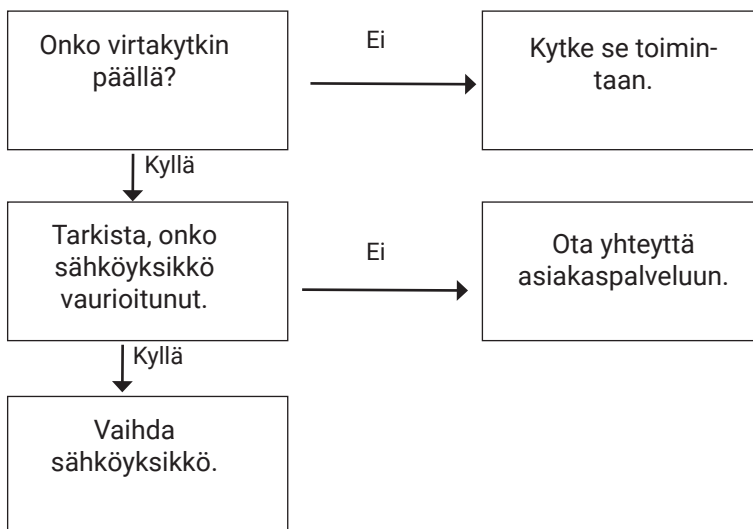 Onko virtakytkin
päällä?
Ei
Kytke se toimin-
taan.
Kyllä
Tarkista, onko
sähköyksikkö
vaurioitunut.
Ei
Ota yhteyttä
asiakaspalveluun.
Kyllä
Vaihda
sähköyksikkö.